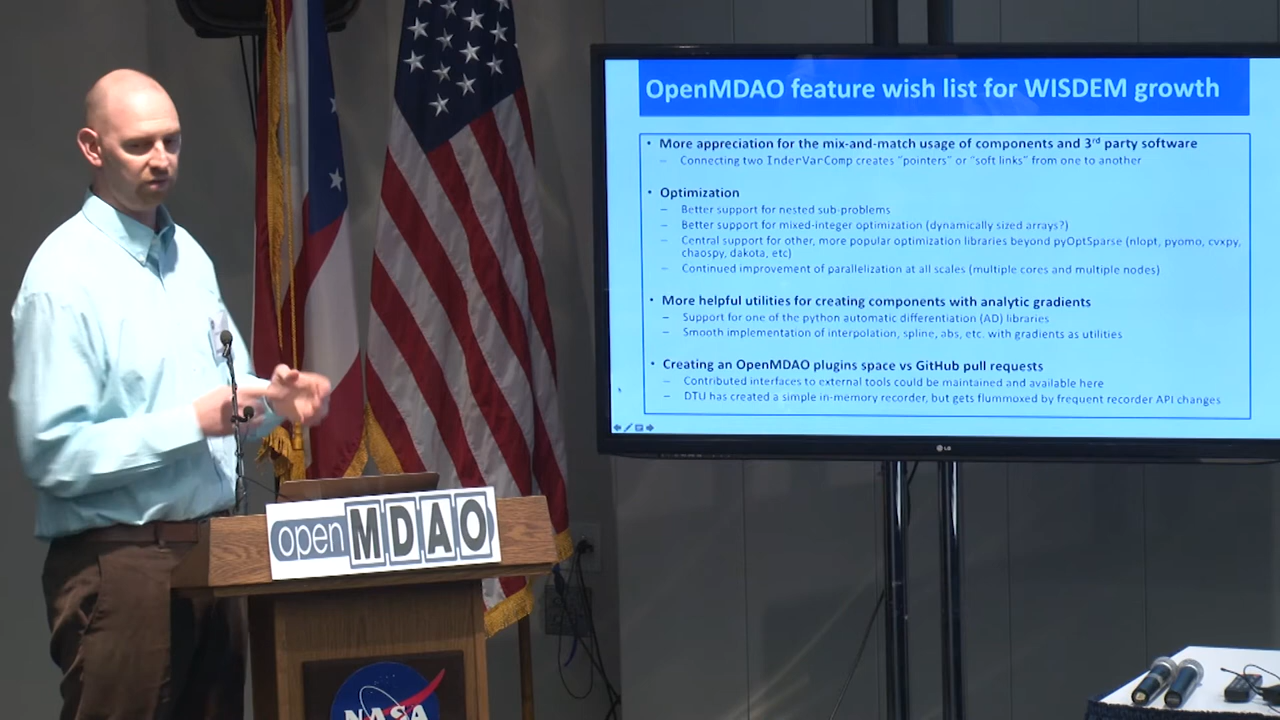 OpenMDAO feature wish list for WISDEM growth
• More appreciation for the mix-and-match usage of components and 3rd party software
– Connecting two InderVarComp creates "pointers" or "soft links" from one to another
• Optimization
– Better support for nested sub-problems
– Better support for mixed-integer optimization (dynamically sized arrays?)
– Central support for other, more popular optimization libraries beyond pyOptSparse (nlopt, pyomo, cvxpy,
chaospy, dakota, etc)
– Continued improvement of parallelization at all scales (multiple cores and multiple nodes)
• More helpful utilities for creating components with analytic gradients
– Support for one of the python automatic differentiation (AD) libraries
– Smooth implementation of interpolation, spline, abs, etc. with gradients as utilities
• Creating an OpenMDAO plugins space vs GitHub pull requests
– Contributed interfaces to external tools could be maintained and available here
– DTU has created a simple in-memory recorder, but gets flummoxed by frequent recorder API changes
LG
openMDAO
NASA